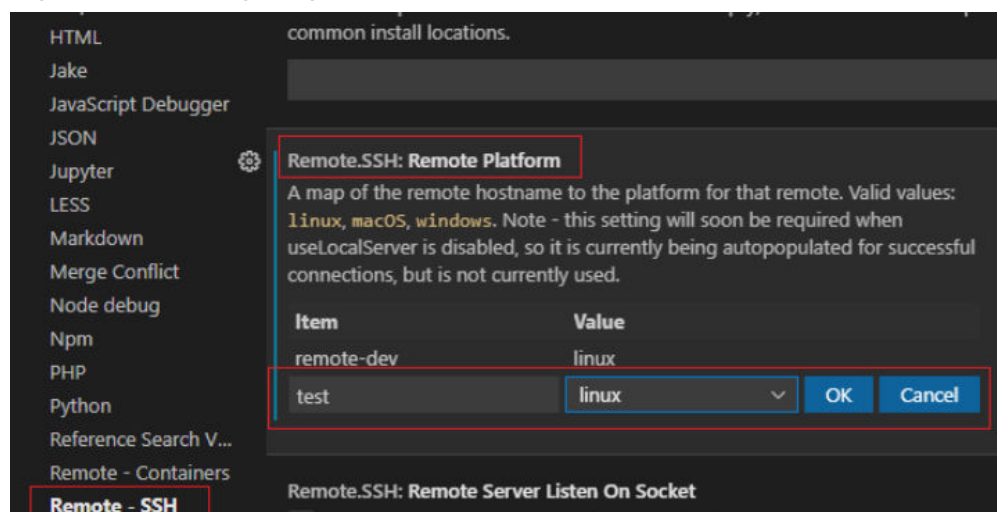 HTML
Jake
JavaScript Debugger
JSON
Jupyter
LESS
Markdown
Merge Conflict
Node debug
Npm
PHP
Python
Reference Search V...
Remote - Containers
Remote - SSH
common install locations.
Remote.SSH: Remote Platform
A map of the remote hostname to the platform for that remote. Valid values:
linux, macOS, windows. Note - this setting will soon be required when
useLocalServer is disabled, so it is currently being autopopulated for successful
connections, but is not currently used.
Item Value
remote-dev linux
test linux OK Cancel
Remote.SSH: Remote Server Listen On Socket